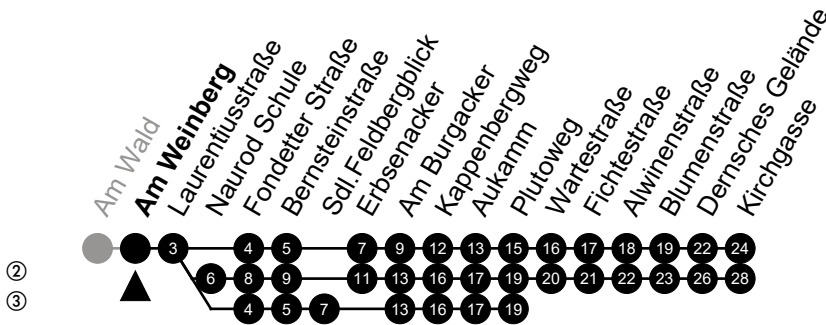 Am Wald
Am Weinberg
Laurentiusstraße
Naurod Schule
Fondetter Straße
Bernsteinstraße
Sdl.Feldbergblick
Erbsenacker
Am Burgacker
Kappenbergweg
AuKamm
Plutoweg
Wartestraße
Fichtestraße
Alwinenstraße
Blumenstraße
Dernsches Gelände
Kirchgasse
3 4 5 7 9 12 13 15 16 17 18 19 22 24
② 6 8 9 11 13 16 17 19 20 21 22 23 26 28
③ 4 5 7 13 16 17 19